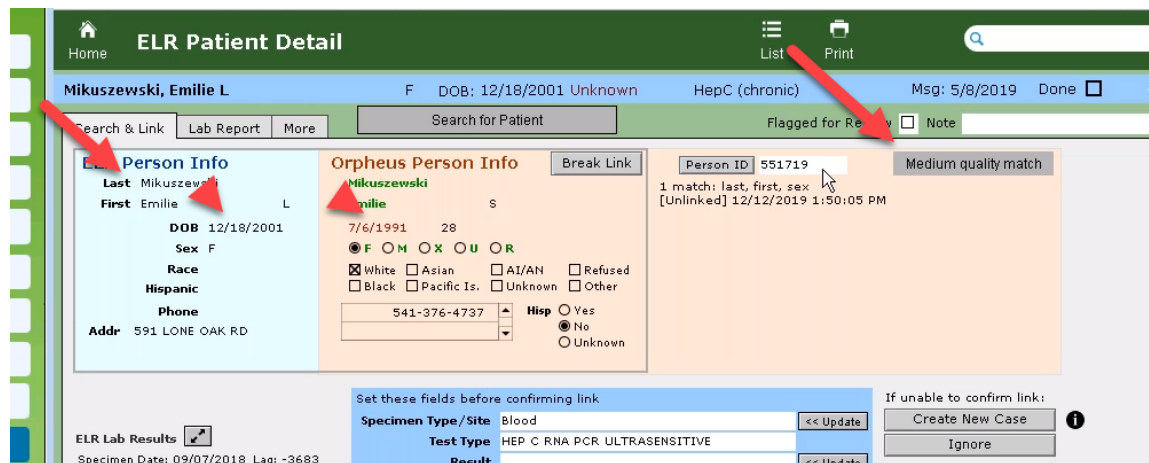 Home ELR Patient Detail List Print
Mikuszewski, Emilie L F DOB: 12/18/2001 Unknown HepC (chronic) Msg: 5/8/2019 Done
Search & Link Lab Report More Search for Patient Flagged for Note
Person Info Orpheus Person Info Break Link Person ID 551719 Medium quality match
Last Mikuszewski Mikuszewski 1 match: last, first, sex
First Emilie L Emilie S [Unlinked] 12/12/2019 1:50:05 PM
DOB 12/18/2001 7/6/1991 28
Sex F F M X U R
Race White Asian AI/AN Refused
Hispanic Black Pacific Is. Unknown Other
Phone 541-376-4737 Hisp Yes
Addr 591 LONE OAK RD No
Unknown
Set these fields before confirming link If unable to confirm link:
Specimen Type/Site Blood << Update Create New Case
ELR Lab Results Test Type HEP C RNA PCR ULTRASENSITIVE Ignore
Specimen Date: 09/07/2018 Lag: -3683 Result << Update